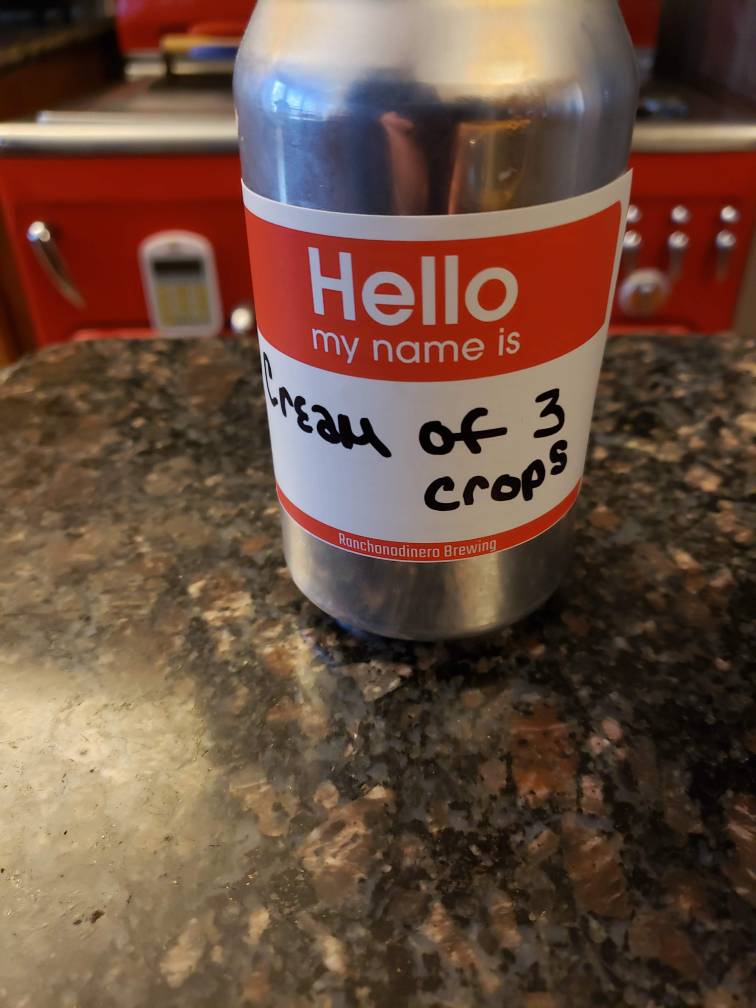 Hello
my name is
Cream of 3
crops
Ranchonodinero Brewing